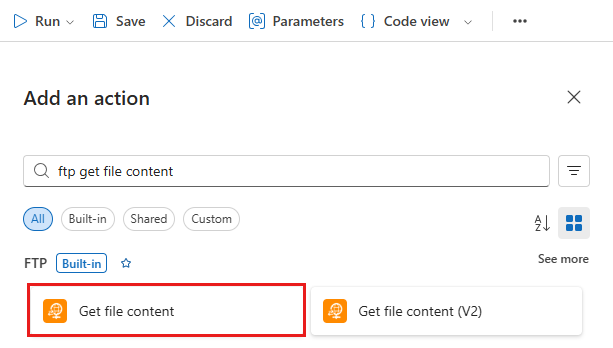 Run Save Discard Parameters Code view
Add an action
ftp get file content
All Built-in Shared Custom
FTP Built-in See more
Get file content Get file content (V2)